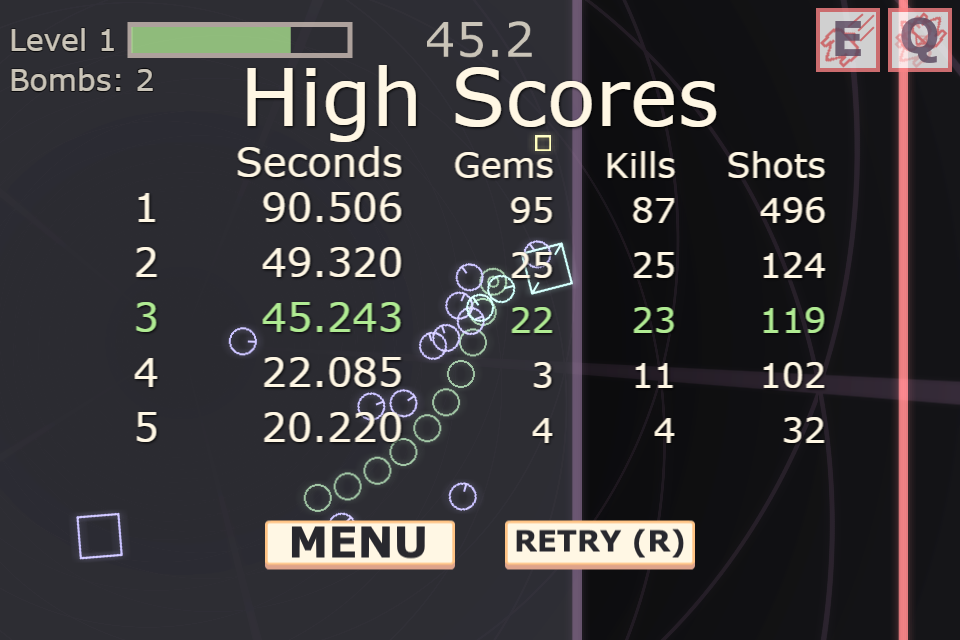 Level 1 45.2 E Q
Bombs: 2
High Scores
Seconds Gems Kills Shots
1 90.506 95 87 496
2 49.320 25 25 124
3 45.243 22 23 119
4 22.085 3 11 102
5 20.220 4 4 32
MENU RETRY (R)